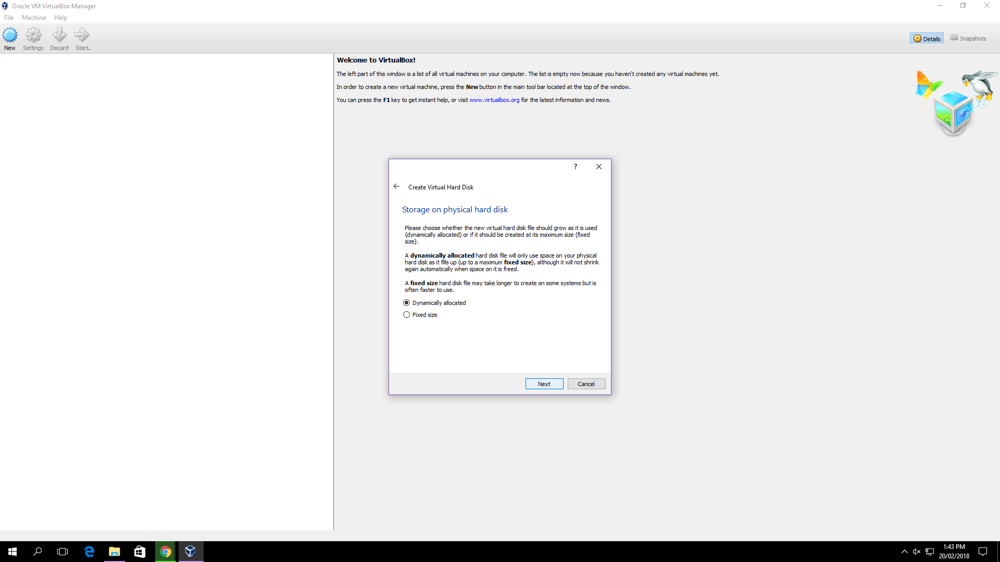 Oracle VM VirtualBox Manager
File Machine Help
New Settings Discard Start
Details Snapshots
Welcome to VirtualBox!
The left part of this window is a list of all virtual machines on your computer. The list is empty now because you haven't created any virtual machines yet.
In order to create a new virtual machine, press the New button in the main tool bar located at the top of the window.
You can press the F1 key to get instant help, or visit www.virtualbox.org for the latest information and news.
?
Create Virtual Hard Disk
Storage on physical hard disk
Please choose whether the new virtual hard disk file should grow as it is used
(dynamically allocated) or if it should be created at its maximum size (fixed
size).
A dynamically allocated hard disk file will only use space on your physical
hard disk as it fills up (up to a maximum fixed size), although it will not shrink
again automatically when space on it is freed.
A fixed size hard disk file may take longer to create on some systems but is
often faster to use.
Dynamically allocated
Fixed size
Next Cancel
1:43 PM
20/02/2018